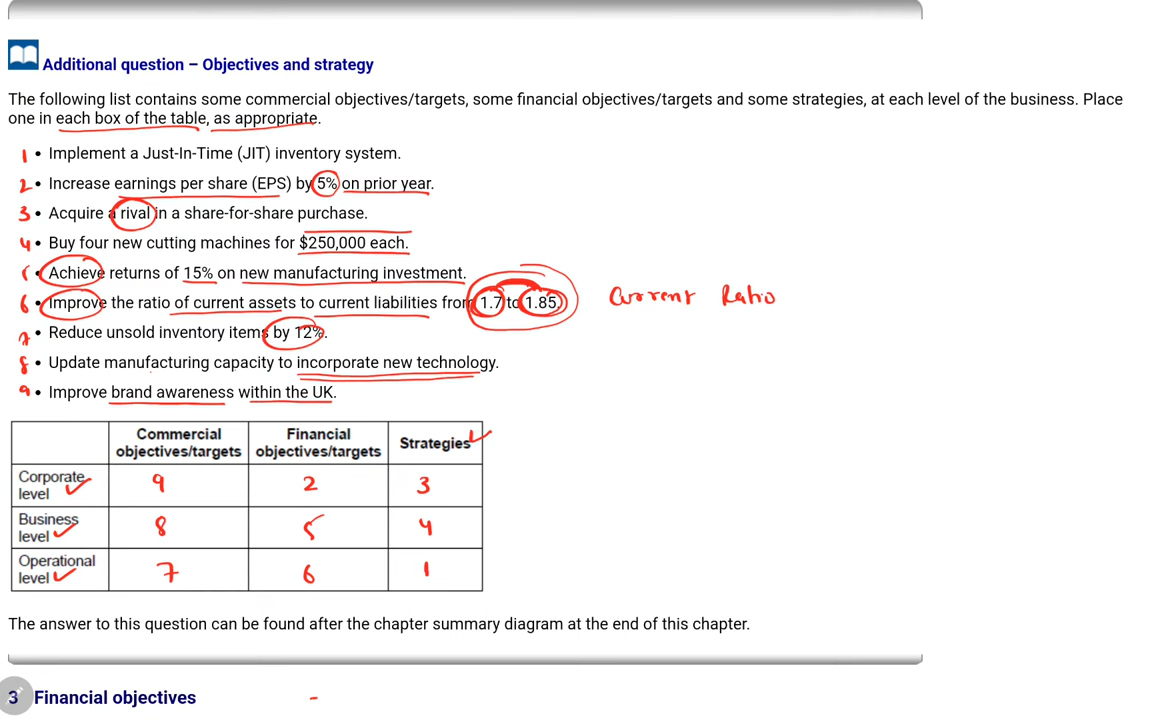 Additional question – Objectives and strategy
The following list contains some commercial objectives/targets, some financial objectives/targets and some strategies, at each level of the business. Place
one in each box of the table, as appropriate.
1 • Implement a Just-In-Time (JIT) inventory system.
2 • Increase earnings per share (EPS) by 5% on prior year.
3 • Acquire a rival in a share-for-share purchase.
4 • Buy four new cutting machines for $250,000 each.
5 • Achieve returns of 15% on new manufacturing investment.
6 • Improve the ratio of current assets to current liabilities from 1.7 to 1.85. Current Ratio
7 • Reduce unsold inventory items by 12%.
8 • Update manufacturing capacity to incorporate new technology.
9 • Improve brand awareness within the UK.
Commercial objectives/targets Financial objectives/targets Strategies
Corporate level 9 2 3
Business level 8 5 4
Operational level 7 6 1
The answer to this question can be found after the chapter summary diagram at the end of this chapter.
3 Financial objectives